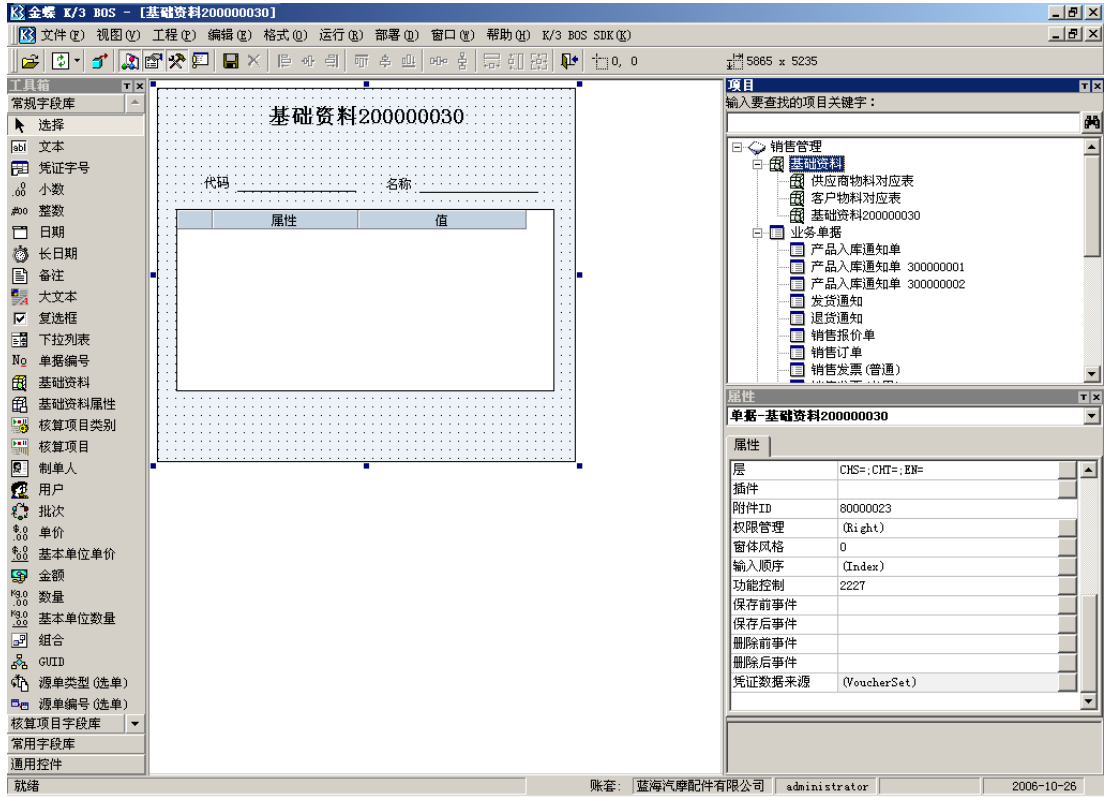 金蝶 K/3 BOS - [基础资料200000030]
文件(F) 视图(V) 工程(P) 编辑(E) 格式(O) 运行(R) 部署(D) 窗口(W) 帮助(H) K/3 BOS SDK(K)
0, 0 5865 x 5235
工具箱
常规字段库
选择
文本
凭证字号
小数
整数
日期
长日期
备注
大文本
复选框
下拉列表
单据编号
基础资料
基础资料属性
核算项目类别
核算项目
制单人
用户
批次
单价
基本单位单价
金额
数量
基本单位数量
组合
GUID
源单类型(选单)
源单编号(选单)
核算项目字段库
常用字段库
通用控件
基础资料200000030
代码 名称
属性 值
项目
输入要查找的项目关键字：
销售管理
基础资料
供应商物料对应表
客户物料对应表
基础资料200000030
业务单据
产品入库通知单
产品入库通知单 300000001
产品入库通知单 300000002
发货通知
退货通知
销售报价单
销售订单
销售发票(普通)
属性
单据-基础资料200000030
属性
层 CHS=;CHT=;EN=
插件
附件ID 80000023
权限管理 (Right)
窗体风格 0
输入顺序 (Index)
功能控制 2227
保存前事件
保存后事件
删除前事件
删除后事件
凭证数据来源 (VoucherSet)
就绪 账套: 蓝海汽摩配件有限公司 administrator 2006-10-26